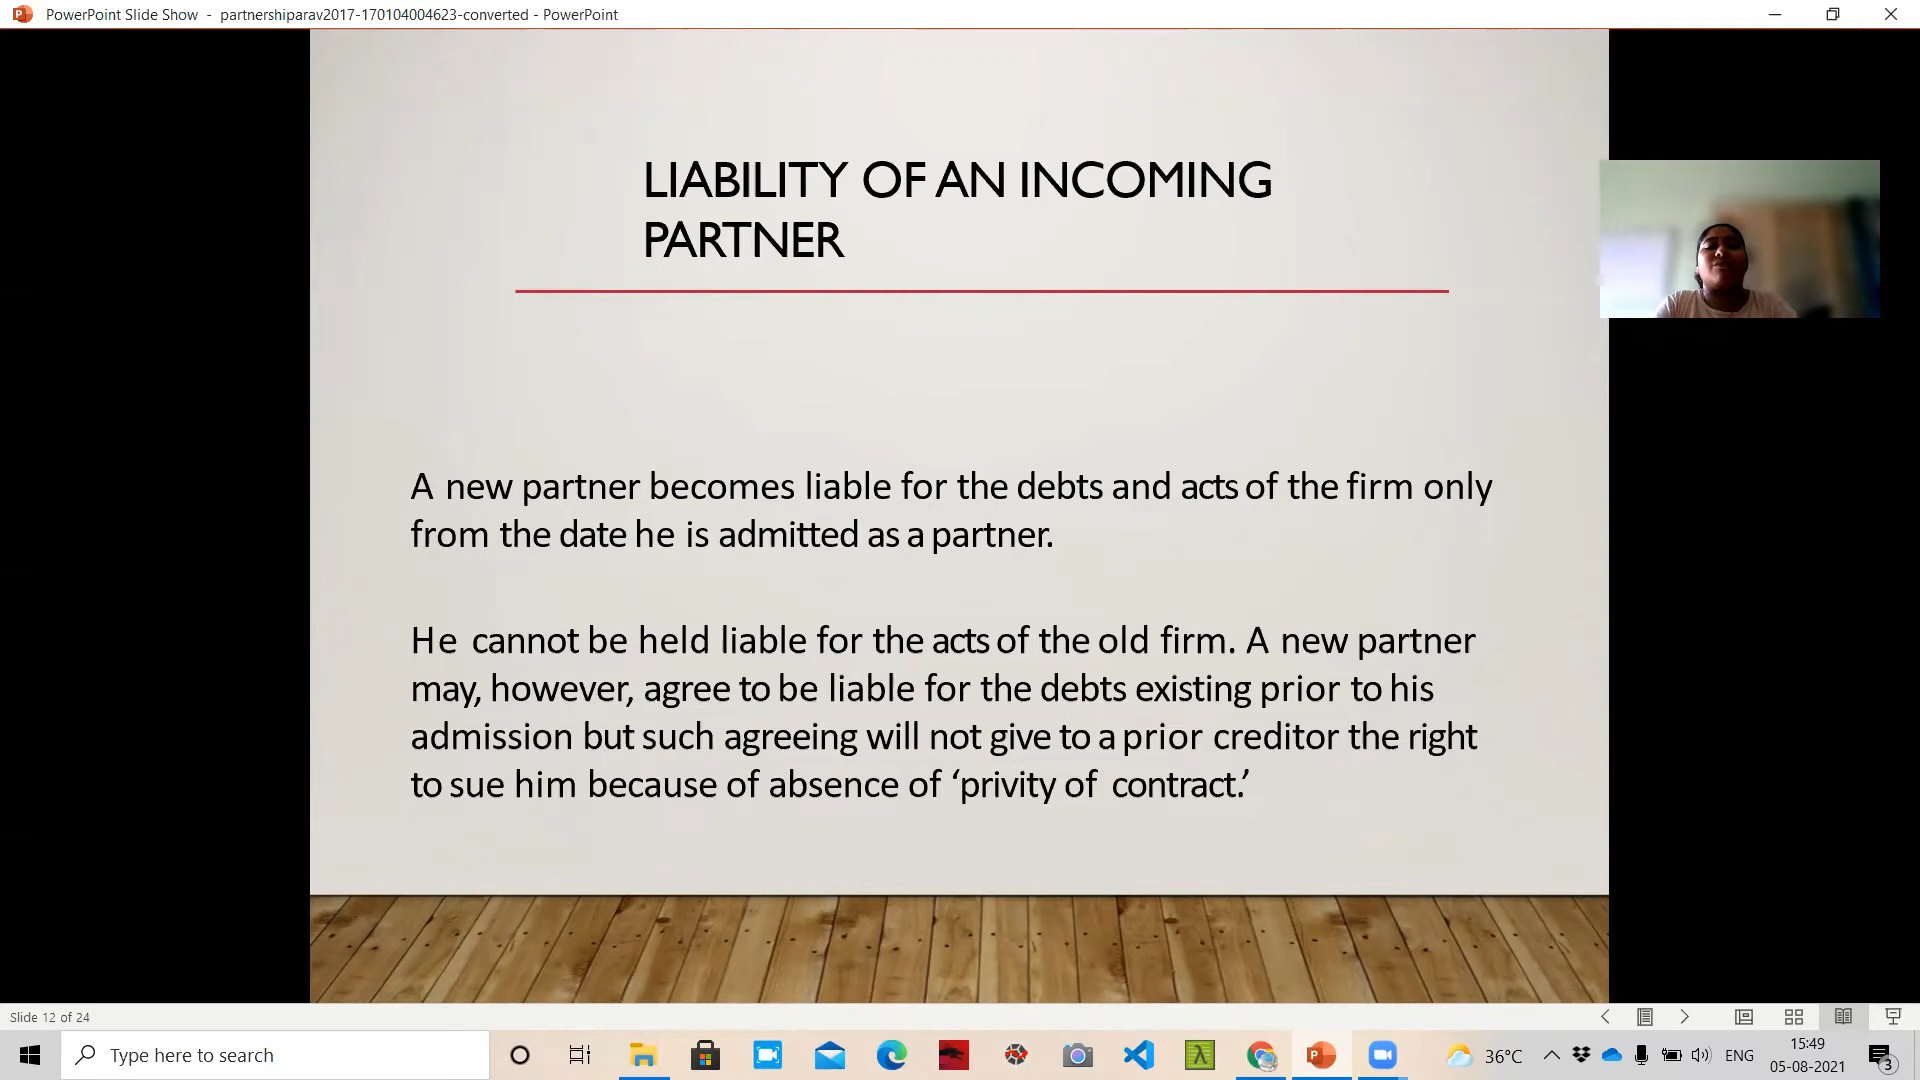 PowerPoint Slide Show - partnershiparav2017-170104004623-converted - PowerPoint
LIABILITY OF AN INCOMING
PARTNER
A new partner becomes liable for the debts and acts of the firm only
from the date he is admitted as a partner.
He cannot be held liable for the acts of the old firm. A new partner
may, however, agree to be liable for the debts existing prior to his
admission but such agreeing will not give to a prior creditor the right
to sue him because of absence of ‘privity of contract.’
Slide 12 of 24
Type here to search
36°C
ENG
15:49
05-08-2021
3